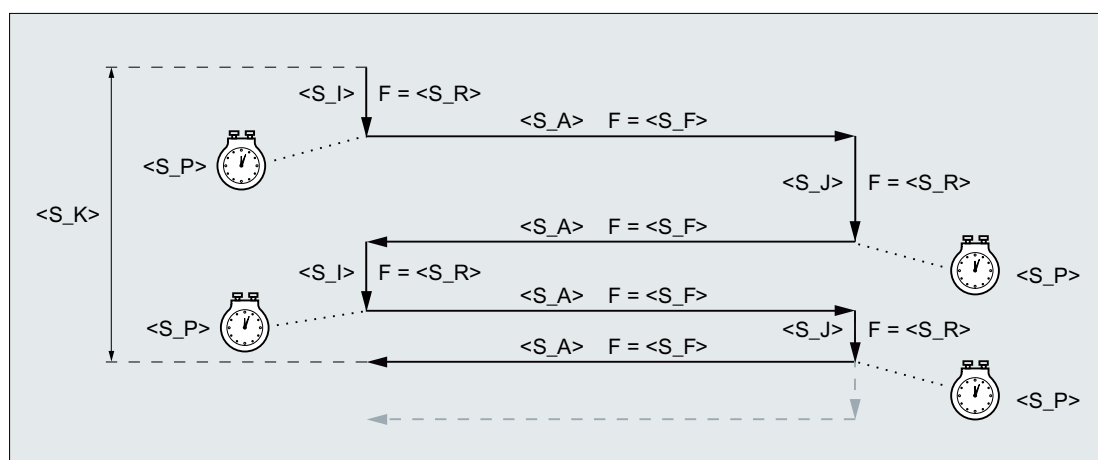 <S_I> F = <S_R>
<S_A> F = <S_F>
<S_P>
<S_J> F = <S_R>
<S_K>
<S_A> F = <S_F>
<S_I> F = <S_R>
<S_P>
<S_A> F = <S_F>
<S_P>
<S_J> F = <S_R>
<S_A> F = <S_F>
<S_P>